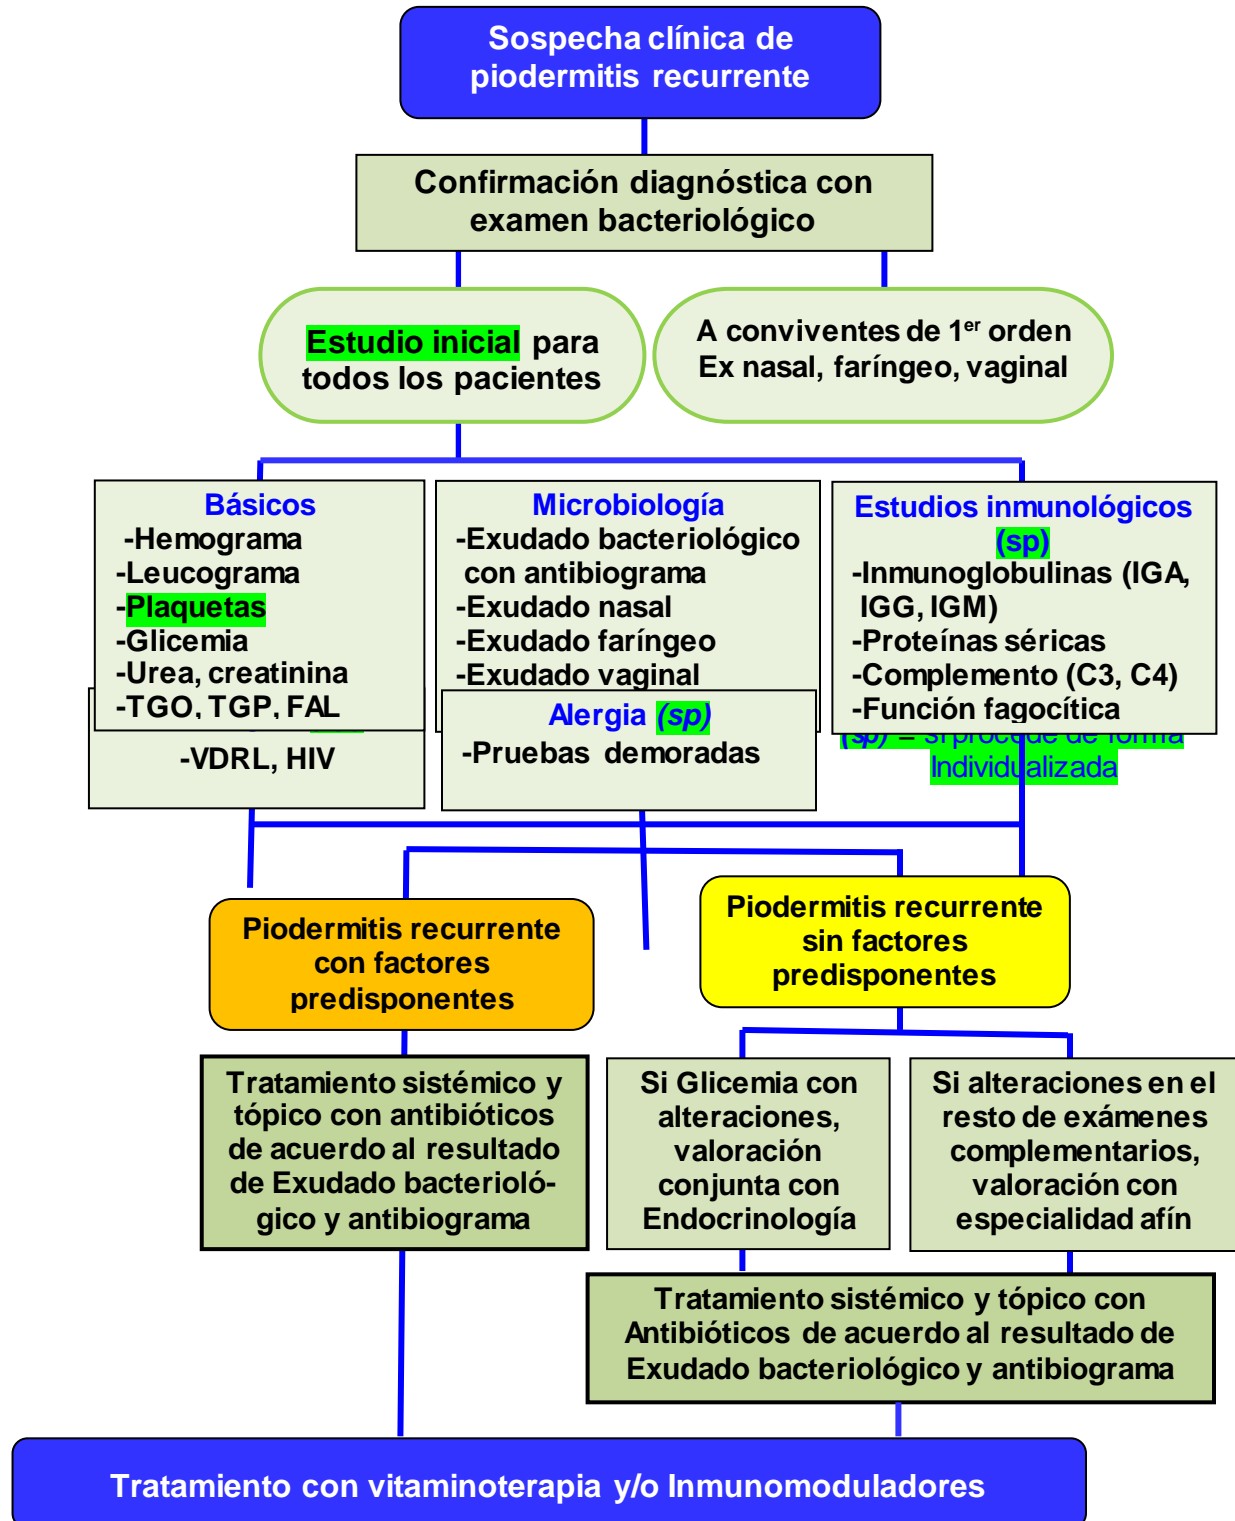 Sospecha clínica de
piodermitis recurrente
Confirmación diagnóstica con
examen bacteriológico
Estudio inicial para
todos los pacientes
A conviventes de 1er orden
Ex nasal, faríngeo, vaginal
Básicos
-Hemograma
-Leucograma
-Plaquetas
-Glicemia
-Urea, creatinina
-TGO, TGP, FAL
-VDRL, HIV
Microbiología
-Exudado bacteriológico
con antibiograma
-Exudado nasal
-Exudado faríngeo
-Exudado vaginal
Alergia (sp)
-Pruebas demoradas
Estudios inmunológicos
(sp)
-Inmunoglobulinas (IGA,
IGG, IGM)
-Proteínas séricas
-Complemento (C3, C4)
-Función fagocítica
(sp) = si procede de forma
Individualizada
Piodermitis recurrente
con factores
predisponentes
Piodermitis recurrente
sin factores
predisponentes
Tratamiento sistémico y
tópico con antibióticos
de acuerdo al resultado
de Exudado bacterioló-
gico y antibiograma
Si Glicemia con
alteraciones,
valoración
conjunta con
Endocrinología
Si alteraciones en el
resto de exámenes
complementarios,
valoración con
especialidad afín
Tratamiento sistémico y tópico con
Antibióticos de acuerdo al resultado de
Exudado bacteriológico y antibiograma
Tratamiento con vitaminoterapia y/o Inmunomoduladores